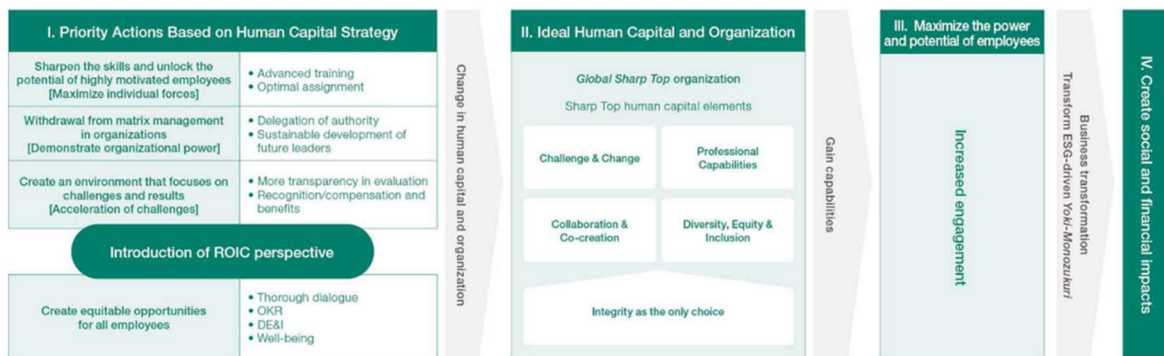 I. Priority Actions Based on Human Capital Strategy
Sharpen the skills and unlock the
potential of highly motivated employees
[Maximize individual forces]
• Advanced training
• Optimal assignment
Withdrawal from matrix management
in organizations
[Demonstrate organizational power]
• Delegation of authority
• Sustainable development of
future leaders
Create an environment that focuses on
challenges and results
[Acceleration of challenges]
• More transparency in evaluation
• Recognition/compensation and
benefits
Introduction of ROIC perspective
Create equitable opportunities
for all employees
• Thorough dialogue
• OKR
• DE&I
• Well-being
Change in human capital and organization
II. Ideal Human Capital and Organization
Global Sharp Top organization
Sharp Top human capital elements
Challenge & Change
Professional
Capabilities
Collaboration &
Co-creation
Diversity, Equity &
Inclusion
Integrity as the only choice
Gain capabilities
III. Maximize the power
and potential of employees
Increased engagement
Business transformation
Transform ESG-driven Yoki-Monozukuri
IV. Create social and financial impacts